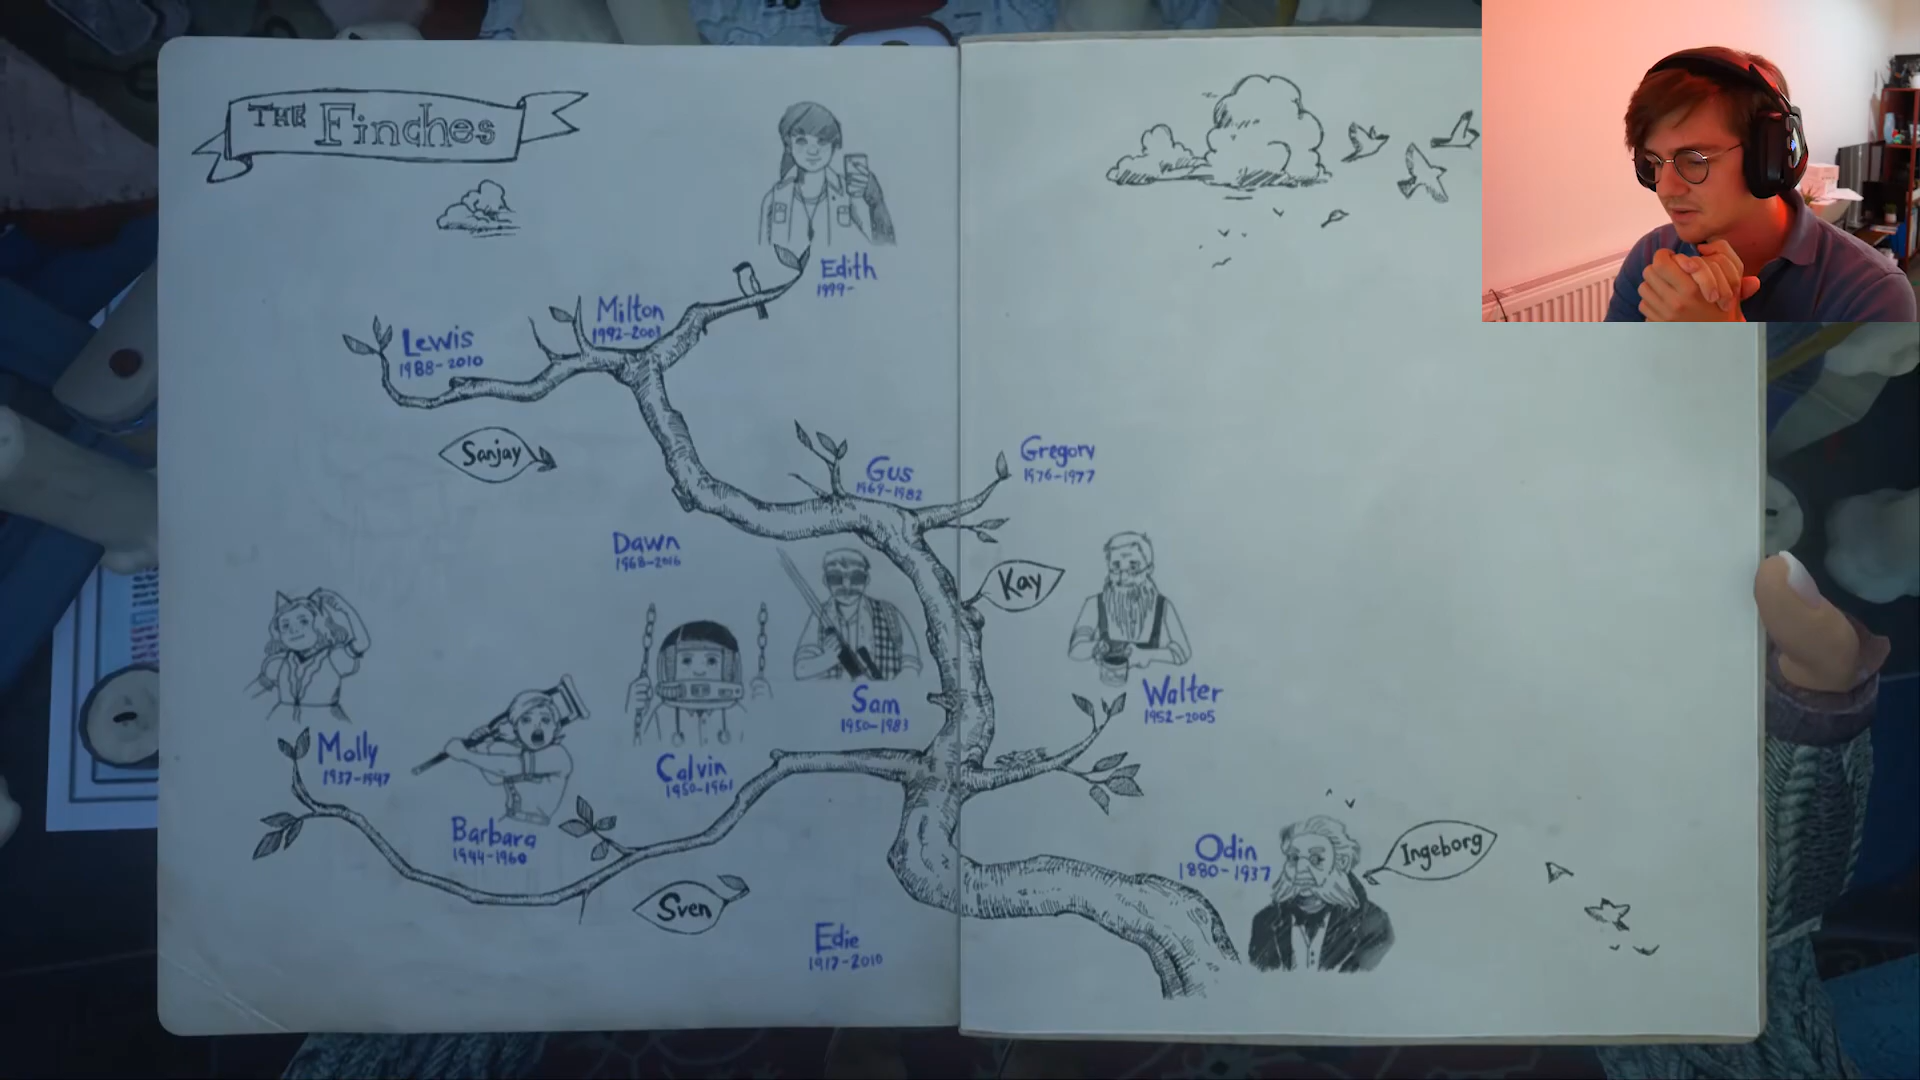 THE Finches
Edith
1999-
Milton
1992-2003
Lewis
1988-2010
Sanjay
Gus
1969-1982
Gregory
1976-1977
Dawn
1968-2016
Kay
Walter
1952-2005
Sam
1950-1983
Calvin
1950-1961
Molly
1937-1947
Barbara
1944-1960
Sven
Edie
1917-2010
Odin
1880-1937
Ingeborg